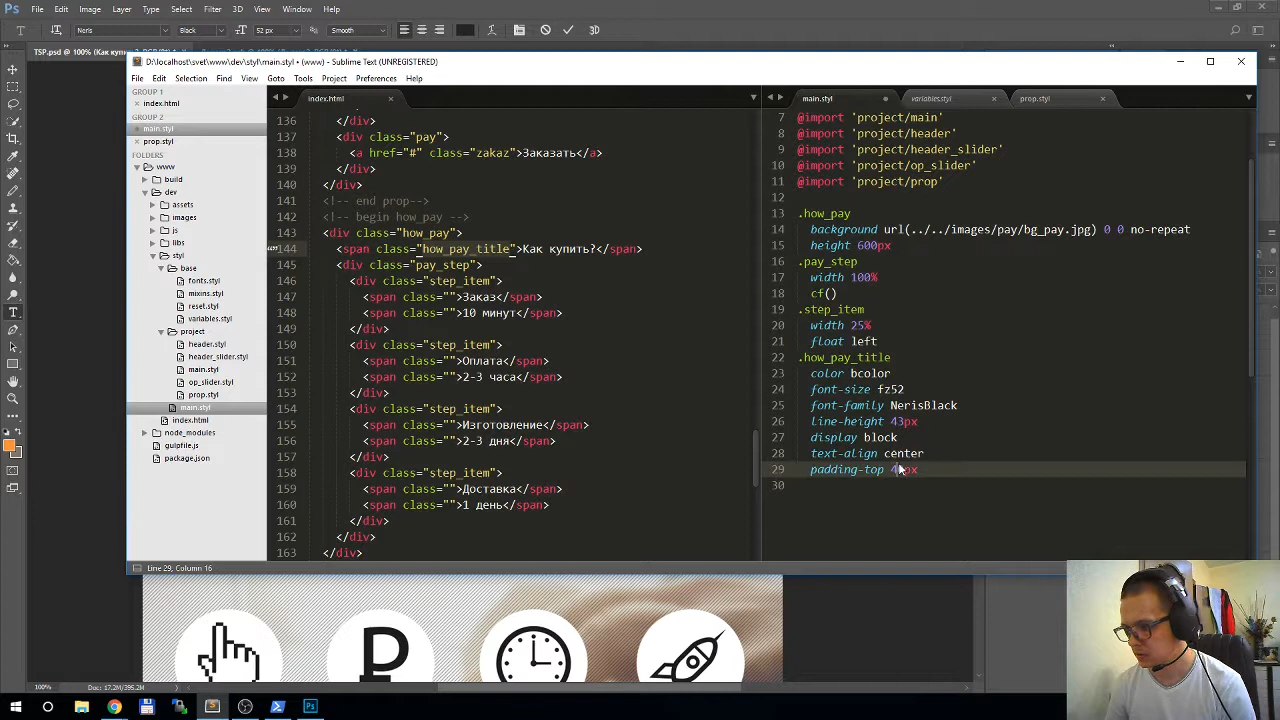 Ps File Edit Image Layer Type Select Filter 3D View Window Help
Neris Black 52 px Smooth 3D
D:\localhost\svet\www\dev\styl\main.styl • (www) - Sublime Text (UNREGISTERED)
File Edit Selection Find View Goto Tools Project Preferences Help
GROUP 1
index.html
GROUP 2
main.styl
prop.styl
FOLDERS
www
build
dev
assets
images
js
libs
styl
base
fonts.styl
mixins.styl
reset.styl
variables.styl
project
header.styl
header_slider.styl
main.styl
op_slider.styl
prop.styl
main.styl
index.html
node_modules
gulpfile.js
package.json
index.html
136 </div>
137 <div class="pay">
138 <a href="#" class="zakaz">Заказать</a>
139 </div>
140 </div>
141 <!-- end prop-->
142 <!-- begin how_pay -->
143 <div class="how_pay">
144 <span class="how_pay_title">Как купить?</span>
145 <div class="pay_step">
146 <div class="step_item">
147 <span class="">Заказ</span>
148 <span class="">10 минут</span>
149 </div>
150 <div class="step_item">
151 <span class="">Оплата</span>
152 <span class="">2-3 часа</span>
153 </div>
154 <div class="step_item">
155 <span class="">Изготовление</span>
156 <span class="">2-3 дня</span>
157 </div>
158 <div class="step_item">
159 <span class="">Доставка</span>
160 <span class="">1 день</span>
161 </div>
162 </div>
163 </div>
main.styl variables.styl prop.styl
7 @import 'project/main'
8 @import 'project/header'
9 @import 'project/header_slider'
10 @import 'project/op_slider'
11 @import 'project/prop'
12
13 .how_pay
14 background url(../../images/pay/bg_pay.jpg) 0 0 no-repeat
15 height 600px
16 .pay_step
17 width 100%
18 cf()
19 .step_item
20 width 25%
21 float left
22 .how_pay_title
23 color bcolor
24 font-size fz52
25 font-family NerisBlack
26 line-height 43px
27 display block
28 text-align center
29 padding-top
30
Line 29, Column 16
100% Doc: 17.2M/395.2M